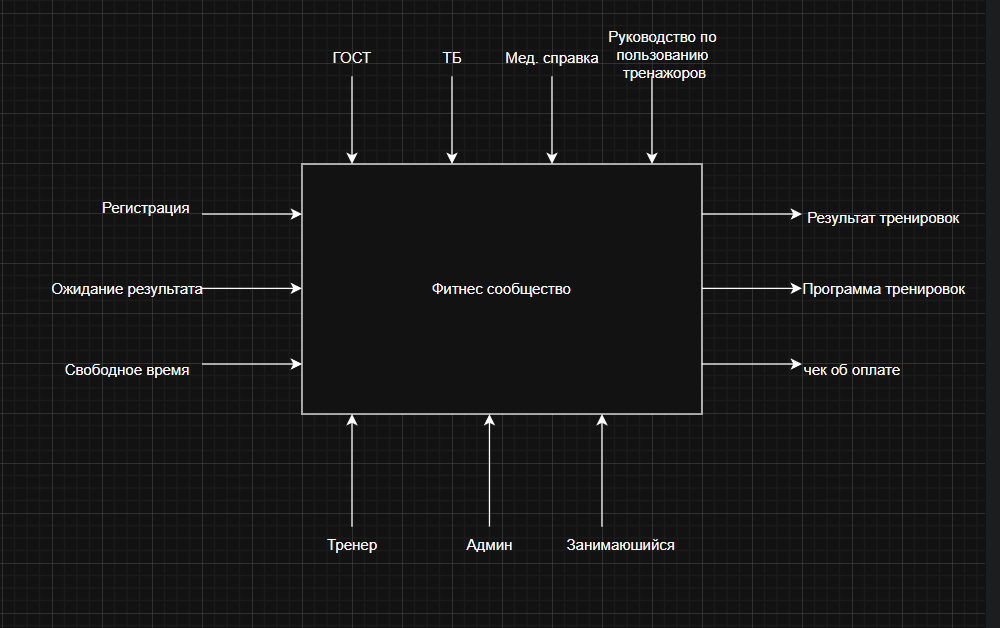 ГОСТ
ТБ
Мед. справка
Руководство по
пользованию
тренажоров
Регистрация
Результат тренировок
Ожидание результата
Фитнес сообщество
Программа тренировок
Свободное время
чек об оплате
Тренер
Админ
Занимаюшийся